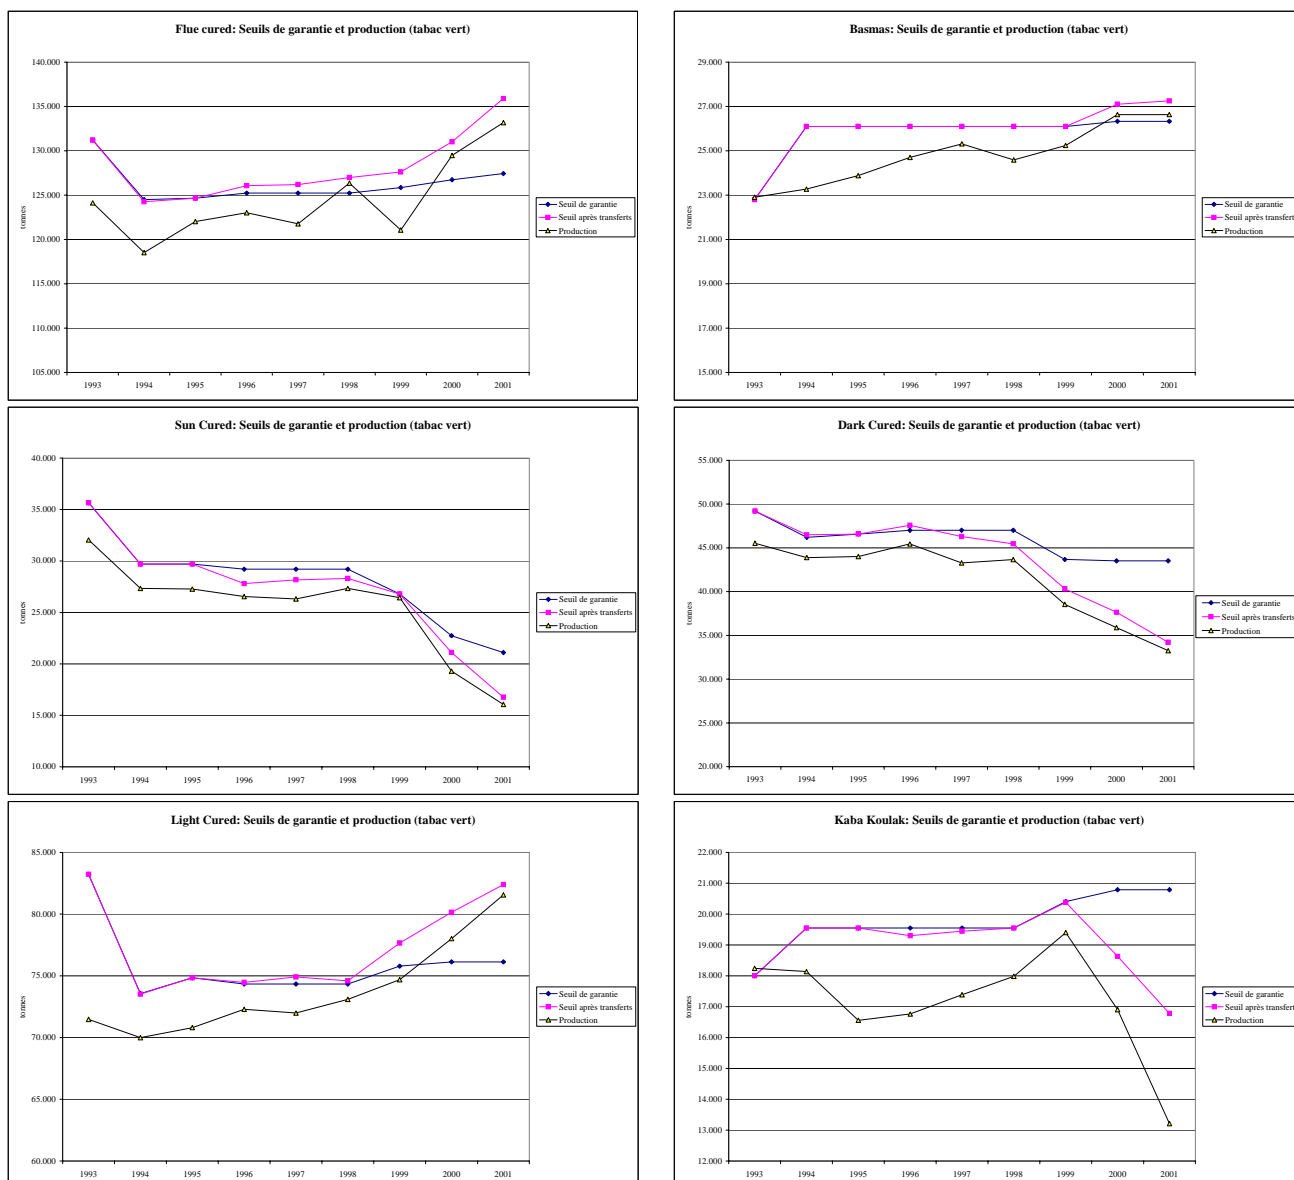 Flue cured: Seuils de garantie et production (tabac vert)
140.000
135.000
130.000
125.000
120.000
115.000
110.000
105.000
tonnes
1993 1994 1995 1996 1997 1998 1999 2000 2001
Seuil de garantie
Seuil après transferts
Production
Basmas: Seuils de garantie et production (tabac vert)
29.000
27.000
25.000
23.000
21.000
19.000
17.000
15.000
tonnes
1993 1994 1995 1996 1997 1998 1999 2000 2001
Seuil de garantie
Seuil après transferts
Production
Sun Cured: Seuils de garantie et production (tabac vert)
40.000
35.000
30.000
25.000
20.000
15.000
10.000
tonnes
1993 1994 1995 1996 1997 1998 1999 2000 2001
Seuil de garantie
Seuil après transferts
Production
Dark Cured: Seuils de garantie et production (tabac vert)
55.000
50.000
45.000
40.000
35.000
30.000
25.000
20.000
tonnes
1993 1994 1995 1996 1997 1998 1999 2000 2001
Seuil de garantie
Seuil après transferts
Production
Light Cured: Seuils de garantie et production (tabac vert)
85.000
80.000
75.000
70.000
65.000
60.000
tonnes
1993 1994 1995 1996 1997 1998 1999 2000 2001
Seuil de garantie
Seuil après transferts
Production
Kaba Koulak: Seuils de garantie et production (tabac vert)
22.000
21.000
20.000
19.000
18.000
17.000
16.000
15.000
14.000
13.000
12.000
tonnes
1993 1994 1995 1996 1997 1998 1999 2000 2001
Seuil de garantie
Seuil après transferts
Production